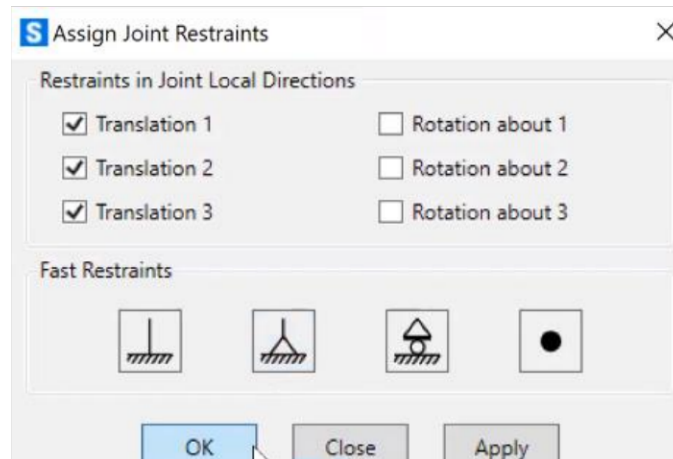 S Assign Joint Restraints
Restraints in Joint Local Directions
Translation 1 Rotation about 1
Translation 2 Rotation about 2
Translation 3 Rotation about 3
Fast Restraints
OK Close Apply